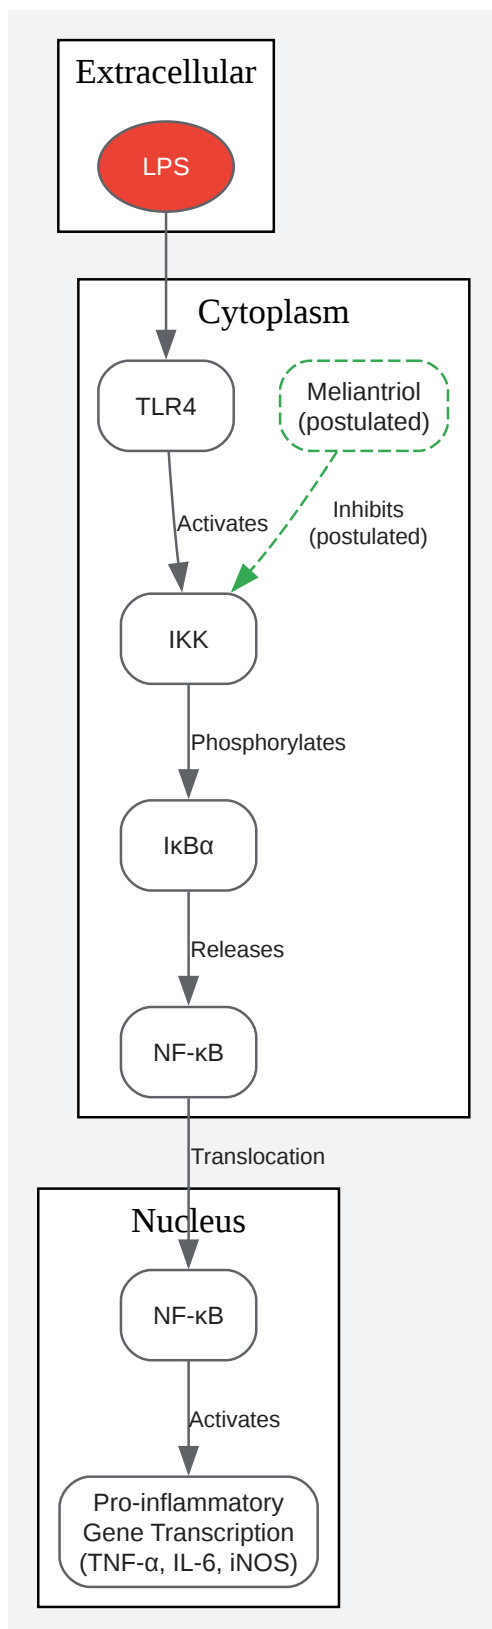 Extracellular
LPS
Cytoplasm
TLR4
Meliantriol
(postulated)
Activates
Inhibits
(postulated)
IKK
Phosphorylates
IκBα
Releases
NF-κB
Translocation
Nucleus
NF-κB
Activates
Pro-inflammatory
Gene Transcription
(TNF-α, IL-6, iNOS)